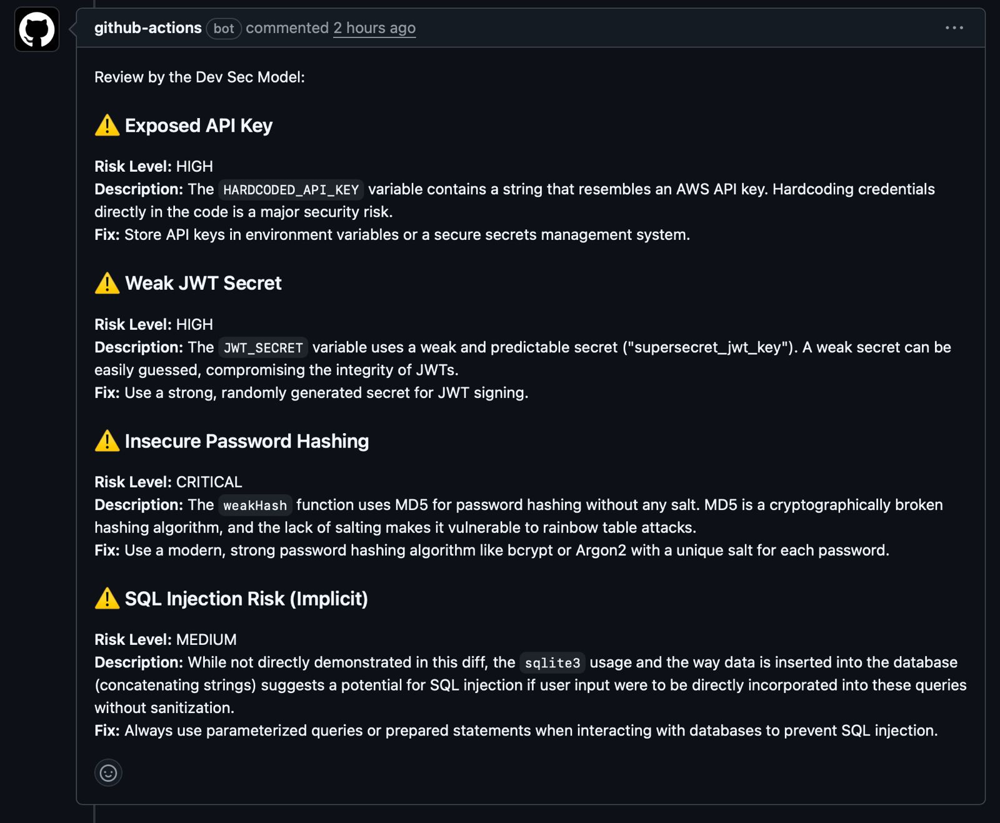 github-actions bot commented 2 hours ago
Review by the Dev Sec Model:
⚠️ Exposed API Key
Risk Level: HIGH
Description: The HARDCODED_API_KEY variable contains a string that resembles an AWS API key. Hardcoding credentials
directly in the code is a major security risk.
Fix: Store API keys in environment variables or a secure secrets management system.
⚠️ Weak JWT Secret
Risk Level: HIGH
Description: The JWT_SECRET variable uses a weak and predictable secret ("supersecret_jwt_key"). A weak secret can be
easily guessed, compromising the integrity of JWTs.
Fix: Use a strong, randomly generated secret for JWT signing.
⚠️ Insecure Password Hashing
Risk Level: CRITICAL
Description: The weakHash function uses MD5 for password hashing without any salt. MD5 is a cryptographically broken
hashing algorithm, and the lack of salting makes it vulnerable to rainbow table attacks.
Fix: Use a modern, strong password hashing algorithm like bcrypt or Argon2 with a unique salt for each password.
⚠️ SQL Injection Risk (Implicit)
Risk Level: MEDIUM
Description: While not directly demonstrated in this diff, the sqlite3 usage and the way data is inserted into the database
(concatenating strings) suggests a potential for SQL injection if user input were to be directly incorporated into these queries
without sanitization.
Fix: Always use parameterized queries or prepared statements when interacting with databases to prevent SQL injection.